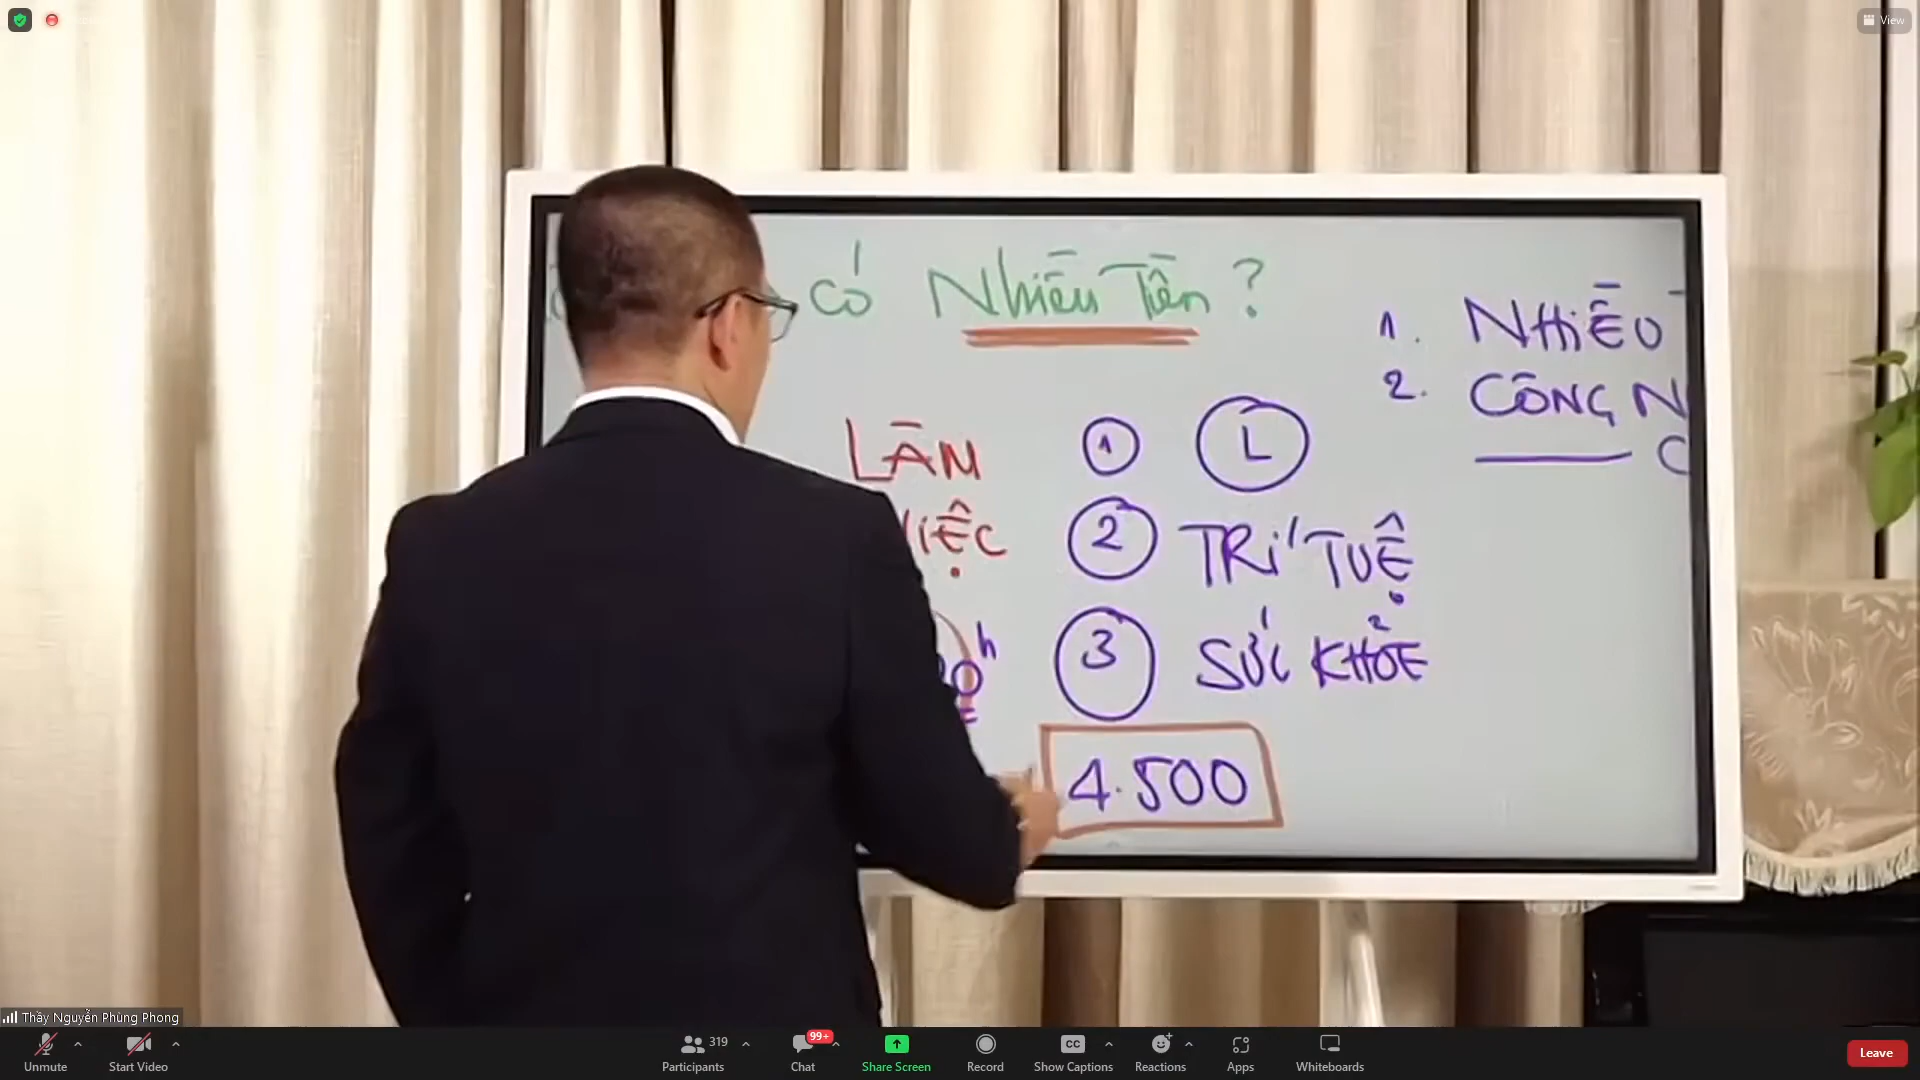 View
có Nhiều Tiền ?
1. NHIỀU
2. CÔNG N
LÀM
VIỆC
1 L
2 TRÍ TUỆ
3 SỨC KHỎE
h
4.500
Thầy Nguyễn Phùng Phong
Unmute
Start Video
319
Participants
99+
Chat
Share Screen
Record
CC
Show Captions
Reactions
Apps
Whiteboards
Leave